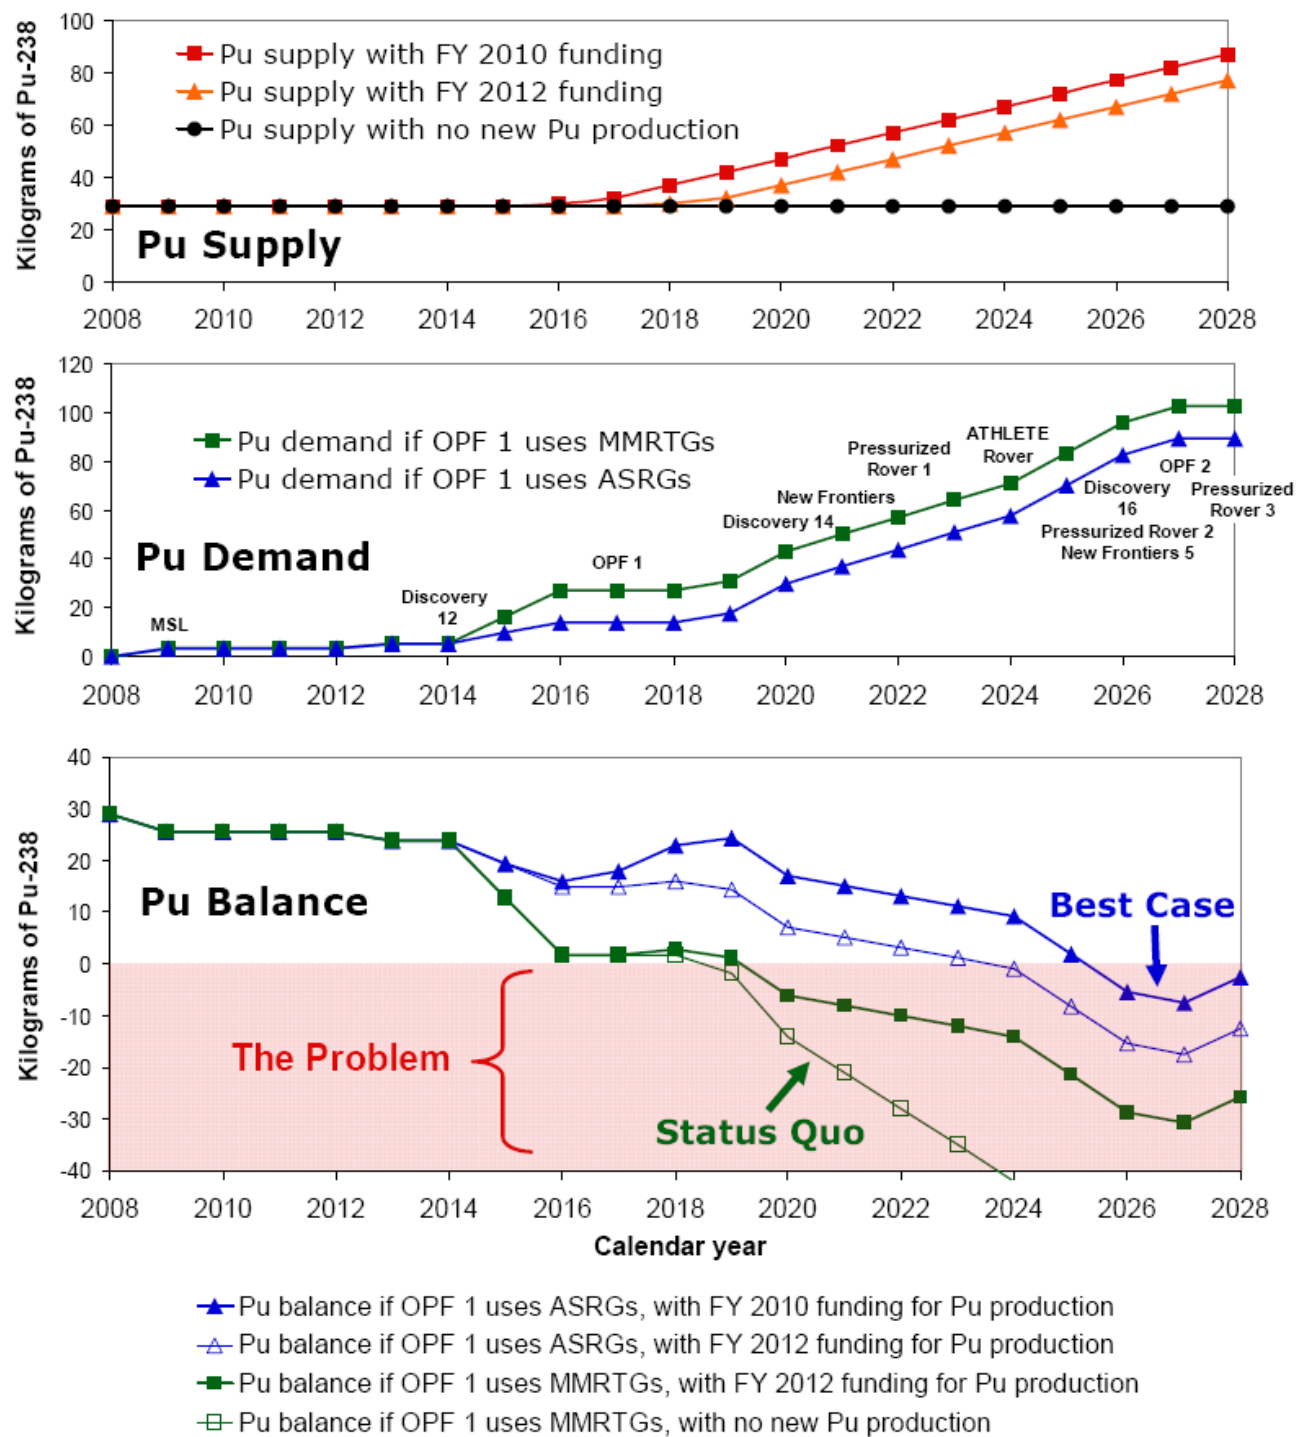 100
80
60
40
20
0
Kilograms of Pu-238
Pu supply with FY 2010 funding
Pu supply with FY 2012 funding
Pu supply with no new Pu production
Pu Supply
2008 2010 2012 2014 2016 2018 2020 2022 2024 2026 2028
120
100
80
60
40
20
0
Kilograms of Pu-238
Pu demand if OPF 1 uses MMRTGs
Pu demand if OPF 1 uses ASRGs
Pu Demand
MSL
Discovery
12
OPF 1
Discovery 14
New Frontiers
Pressurized
Rover 1
ATHLETE
Rover
Pressurized Rover 2
New Frontiers 5
Discovery
16
OPF 2
Pressurized
Rover 3
2008 2010 2012 2014 2016 2018 2020 2022 2024 2026 2028
40
30
20
10
0
-10
-20
-30
-40
Kilograms of Pu-238
Pu Balance
Best Case
The Problem
Status Quo
2008 2010 2012 2014 2016 2018 2020 2022 2024 2026 2028
Calendar year
Pu balance if OPF 1 uses ASRGs, with FY 2010 funding for Pu production
Pu balance if OPF 1 uses ASRGs, with FY 2012 funding for Pu production
Pu balance if OPF 1 uses MMRTGs, with FY 2012 funding for Pu production
Pu balance if OPF 1 uses MMRTGs, with no new Pu production